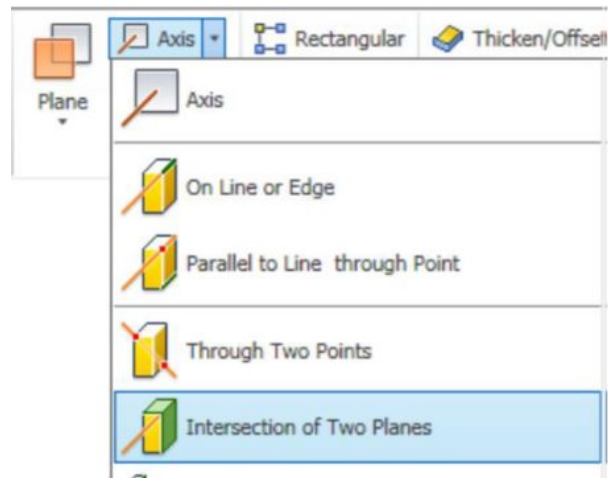 Axis
Rectangular
Thicken/Offset
Plane
Axis
On Line or Edge
Parallel to Line through Point
Through Two Points
Intersection of Two Planes